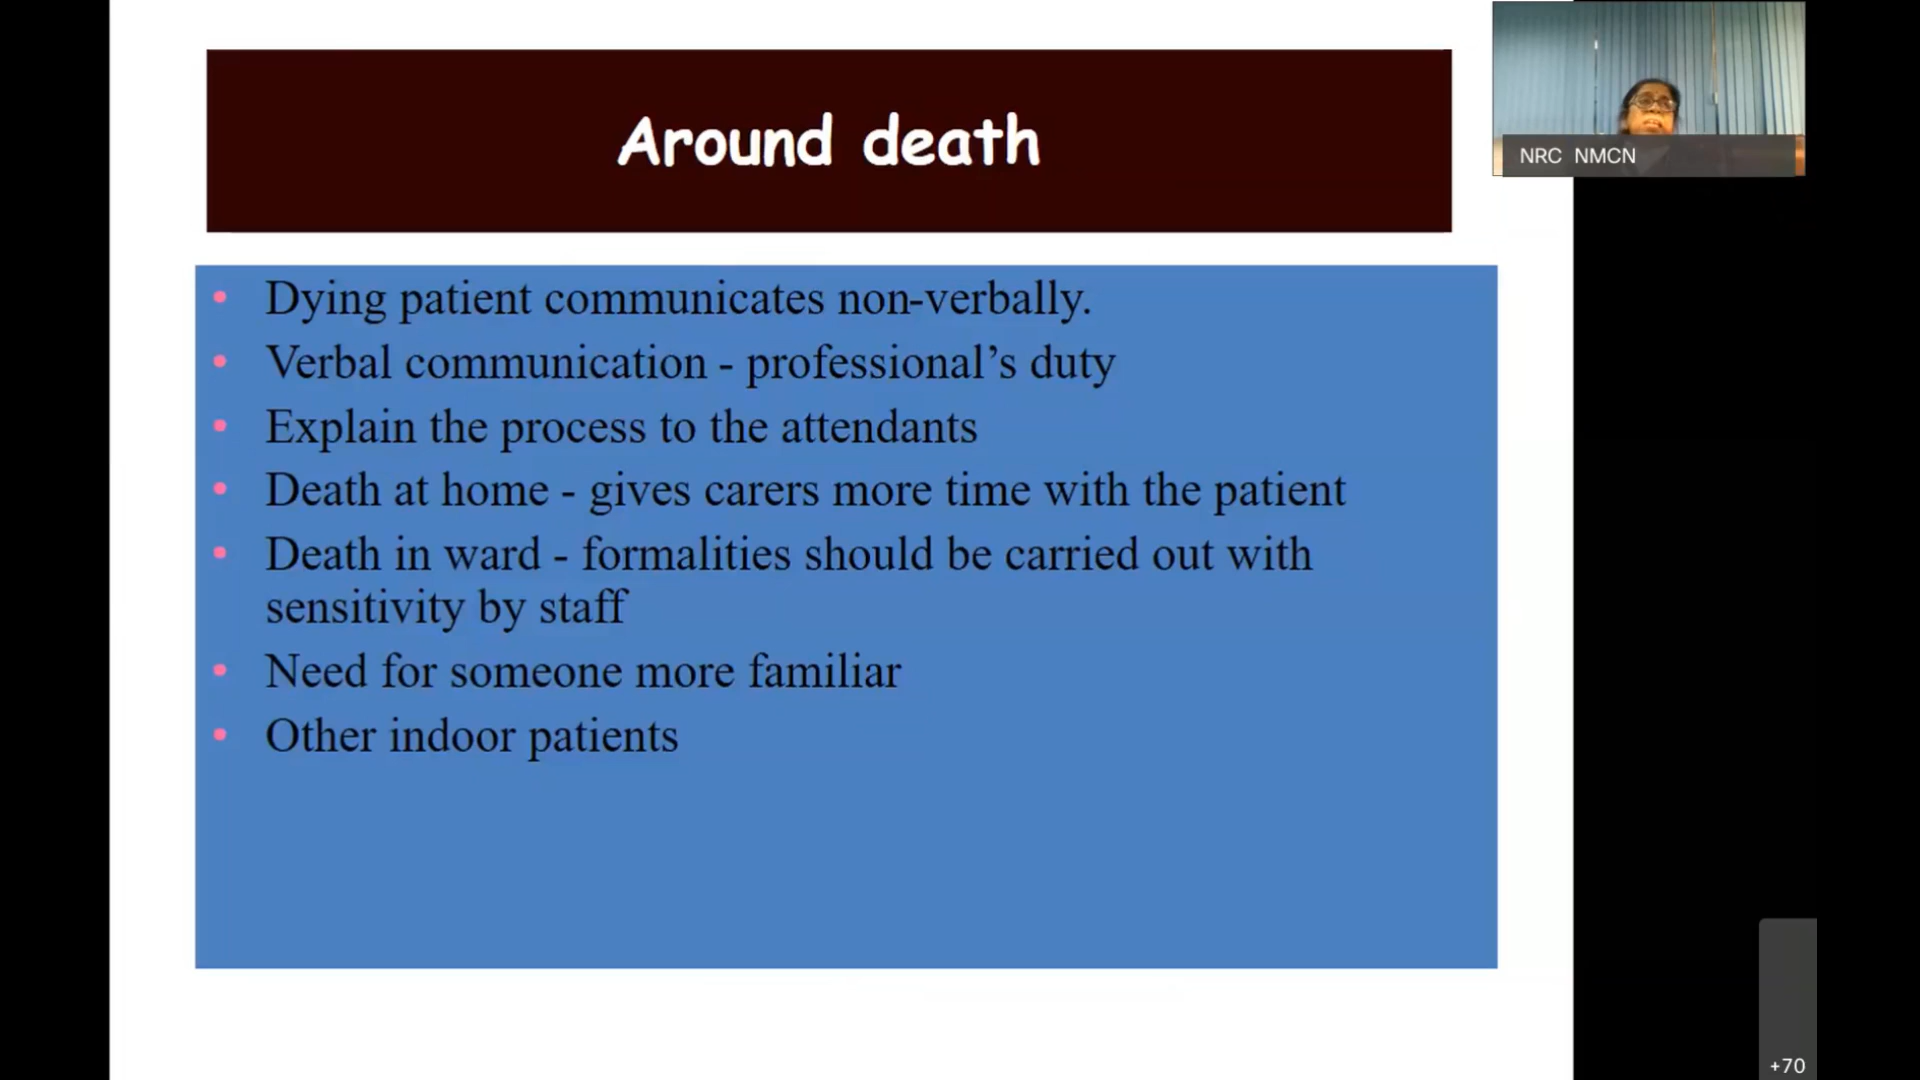 Around death
NRC NMCN
• Dying patient communicates non-verbally.
• Verbal communication - professional’s duty
• Explain the process to the attendants
• Death at home - gives carers more time with the patient
• Death in ward - formalities should be carried out with
sensitivity by staff
• Need for someone more familiar
• Other indoor patients
+70